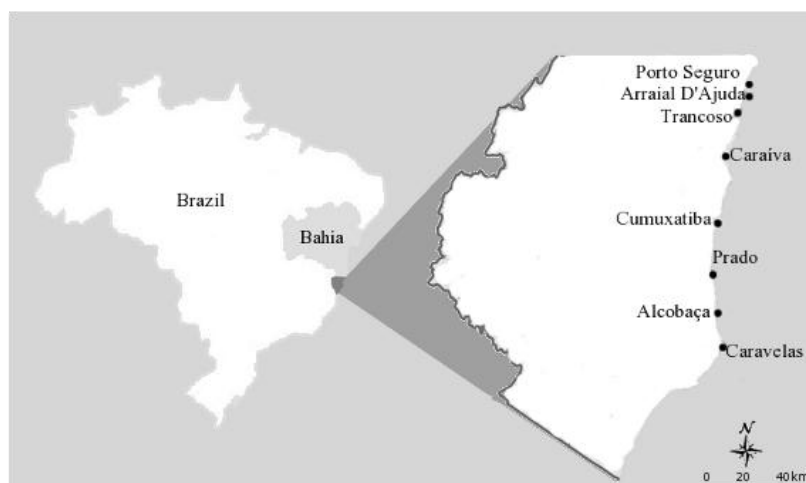 Brazil
Bahia
Porto Seguro
Arraial D'Ajuda
Trancoso
Caraíva
Cumuxatiba
Prado
Alcobaça
Caravelas
N
0 20 40km